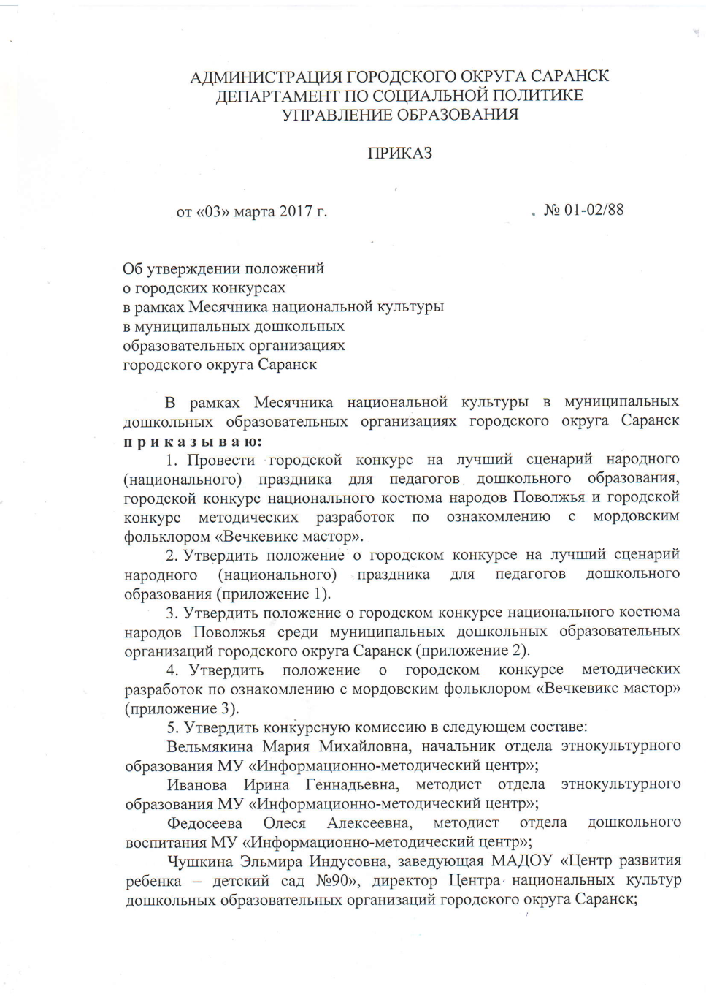 АДМИНИСТРАЦИЯ ГОРОДСКОГО ОКРУГА САРАНСК
ДЕПАРТАМЕНТ ПО СОЦИАЛЬНОЙ ПОЛИТИКЕ
УПРАВЛЕНИЕ ОБРАЗОВАНИЯ
ПРИКАЗ
от «03» марта 2017 г. № 01-02/88
Об утверждении положений
о городских конкурсах
в рамках Месячника национальной культуры
в муниципальных дошкольных
образовательных организациях
городского округа Саранск
В рамках Месячника национальной культуры в муниципальных
дошкольных образовательных организациях городского округа Саранск
п р и к а з ы в а ю:
1. Провести городской конкурс на лучший сценарий народного
(национального) праздника для педагогов дошкольного образования,
городской конкурс национального костюма народов Поволжья и городской
конкурс методических разработок по ознакомлению с мордовским
фольклором «Вечкевикс мастор».
2. Утвердить положение о городском конкурсе на лучший сценарий
народного (национального) праздника для педагогов дошкольного
образования (приложение 1).
3. Утвердить положение о городском конкурсе национального костюма
народов Поволжья среди муниципальных дошкольных образовательных
организаций городского округа Саранск (приложение 2).
4. Утвердить положение о городском конкурсе методических
разработок по ознакомлению с мордовским фольклором «Вечкевикс мастор»
(приложение 3).
5. Утвердить конкурсную комиссию в следующем составе:
Вельмякина Мария Михайловна, начальник отдела этнокультурного
образования МУ «Информационно-методический центр»;
Иванова Ирина Геннадьевна, методист отдела этнокультурного
образования МУ «Информационно-методический центр»;
Федосеева Олеся Алексеевна, методист отдела дошкольного
воспитания МУ «Информационно-методический центр»;
Чушкина Эльмира Индусовна, заведующая МАДОУ «Центр развития
ребенка – детский сад №90», директор Центра национальных культур
дошкольных образовательных организаций городского округа Саранск;